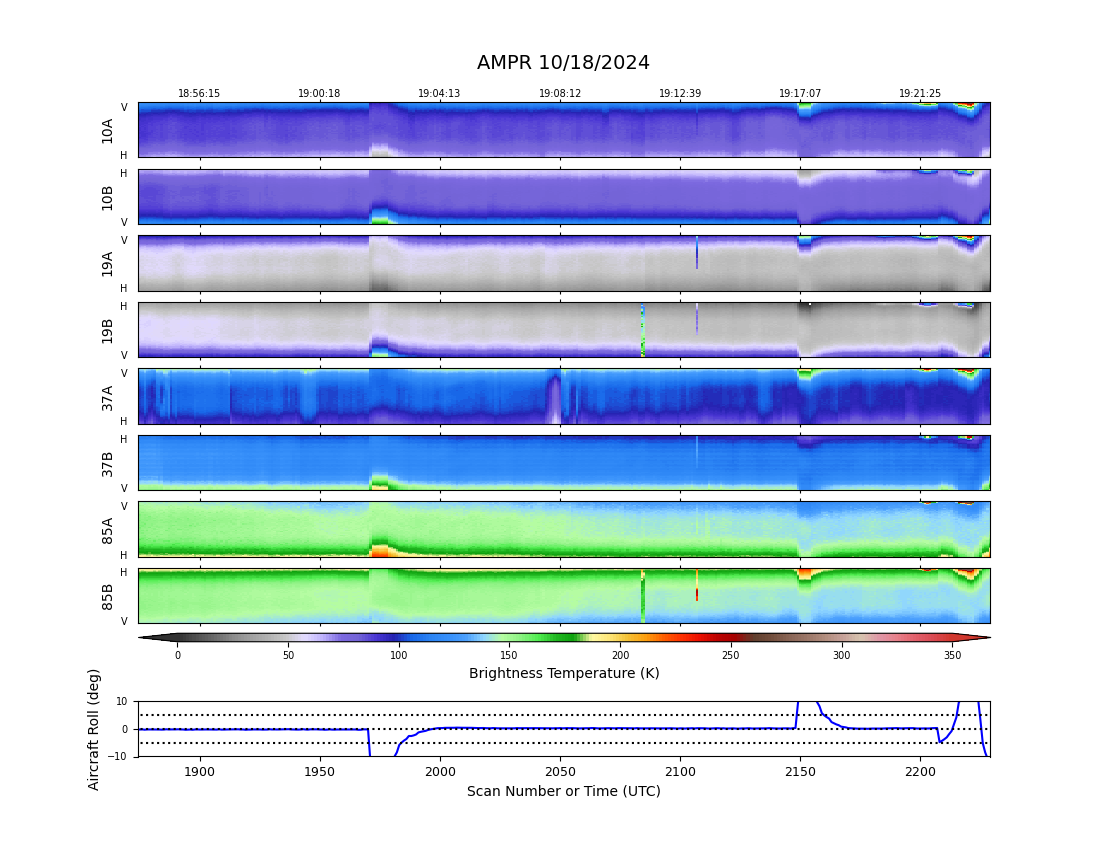 AMPR 10/18/2024
18:56:15 19:00:18 19:04:13 19:08:12 19:12:39 19:17:07 19:21:25
V
10A
H
H
10B
V
V
19A
H
H
19B
V
V
37A
H
H
37B
V
V
85A
H
H
85B
V
0 50 100 150 200 250 300 350
Brightness Temperature (K)
Aircraft Roll (deg)
10
0
−10
1900 1950 2000 2050 2100 2150 2200
Scan Number or Time (UTC)